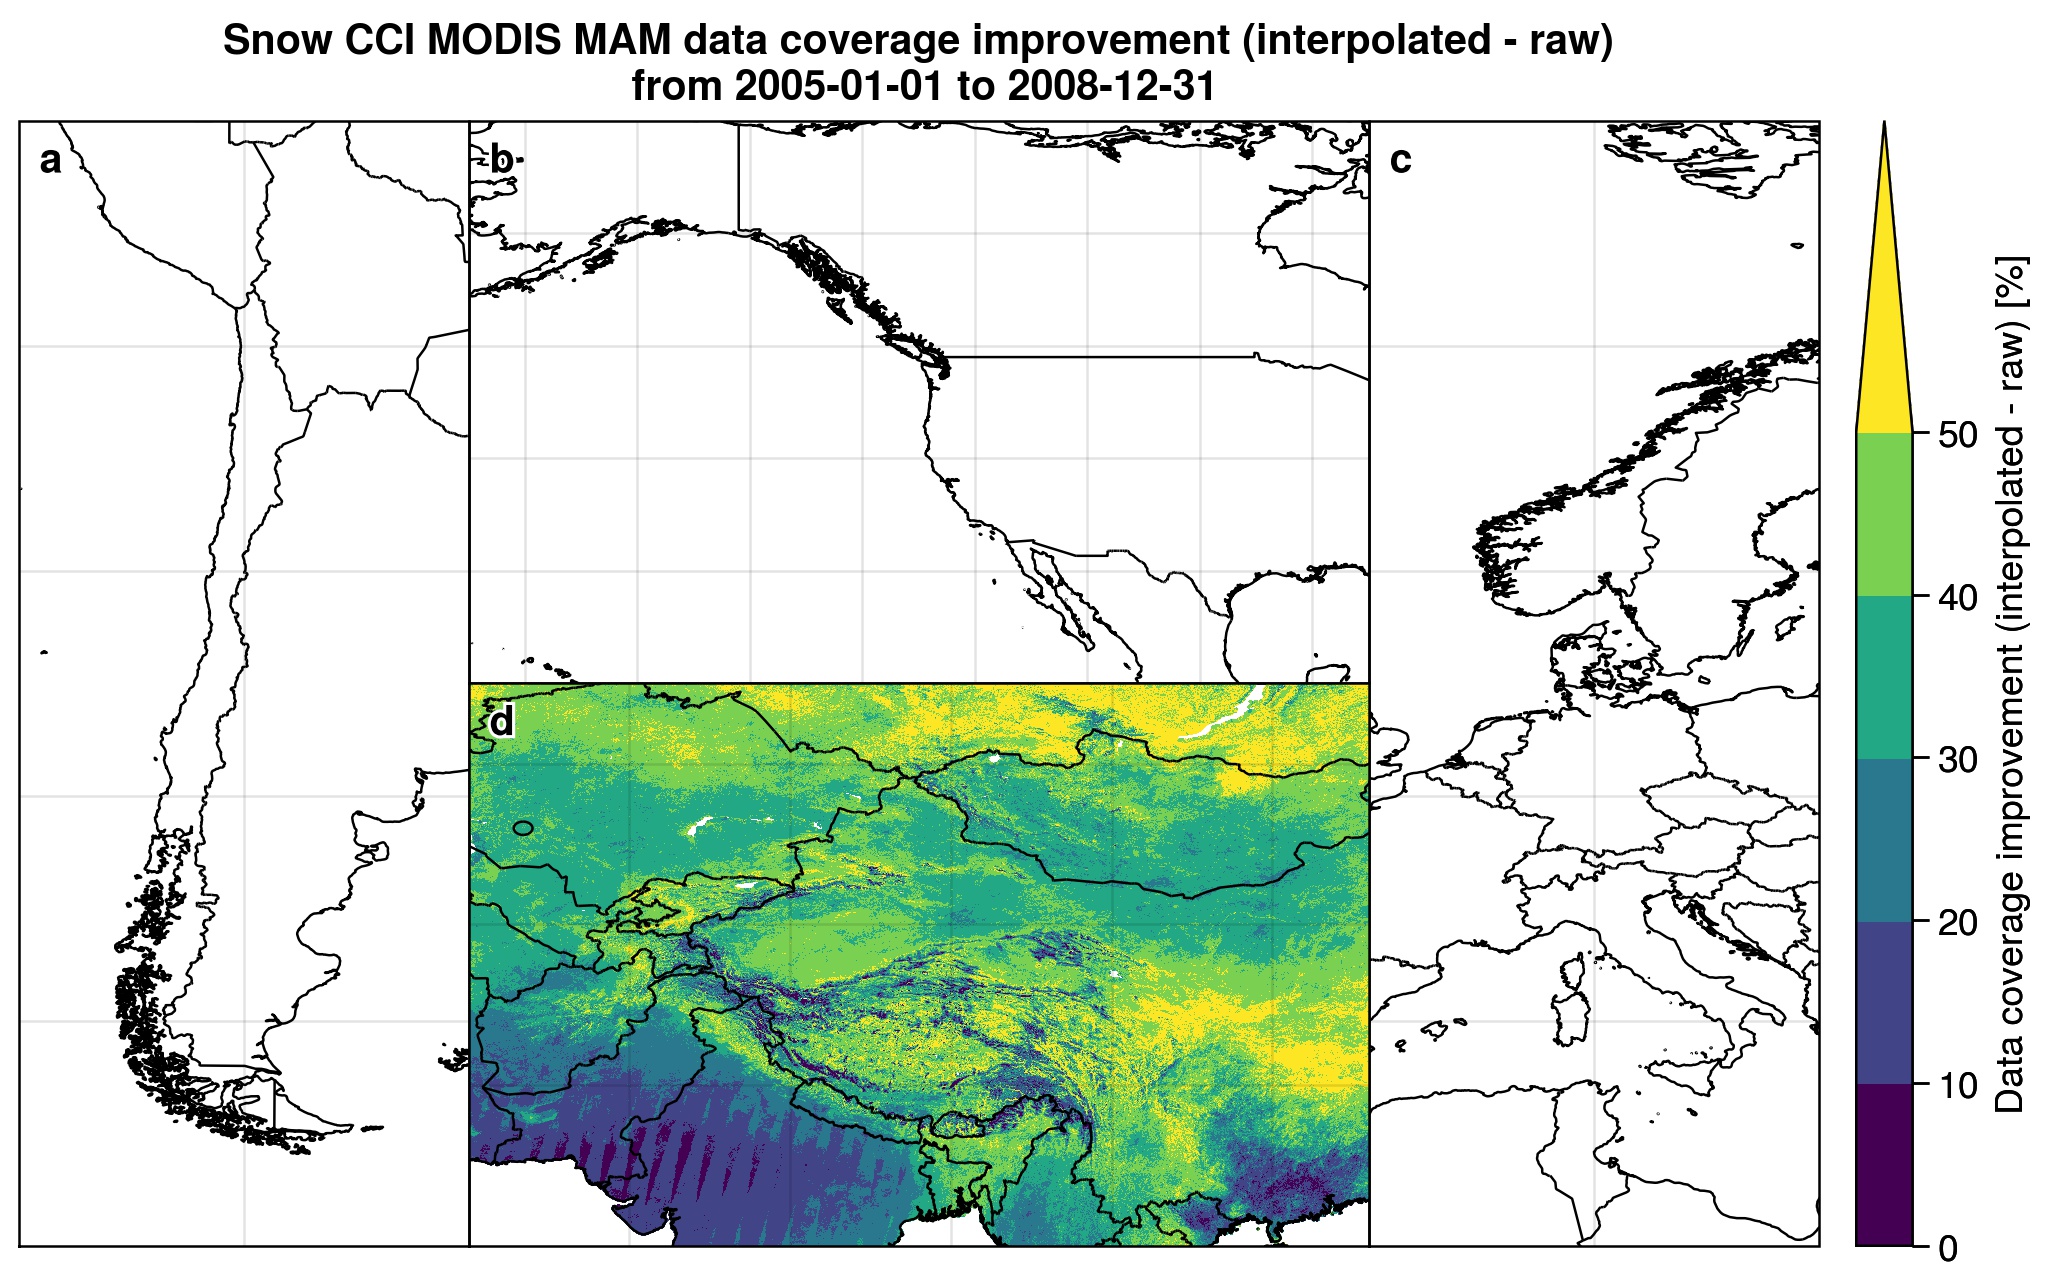 Snow CCI MODIS MAM data coverage improvement (interpolated - raw)
from 2005-01-01 to 2008-12-31
a
b
c
d
50
40
30
20
10
0
Data coverage improvement (interpolated - raw) [%]